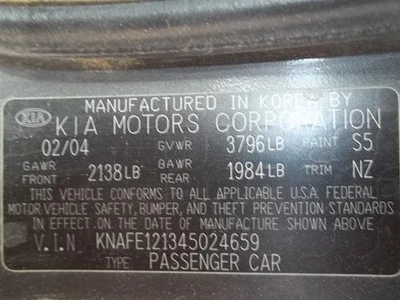 MANUFACTURED IN KOREA BY
KIA KIA MOTORS CORPORATION
02/04 GVWR 3796LB PAINT S5
GAWR FRONT 2138LB GAWR REAR 1984LB TRIM NZ
THIS VEHICLE CONFORMS TO ALL APPLICABLE U.S.A. FEDERAL
MOTOR VEHICLE SAFETY, BUMPER, AND THEFT PREVENTION STANDARDS
IN EFFECT ON THE DATE OF MANUFACTURE SHOWN ABOVE.
V.I.N KNAFE121345024659
TYPE: PASSENGER CAR